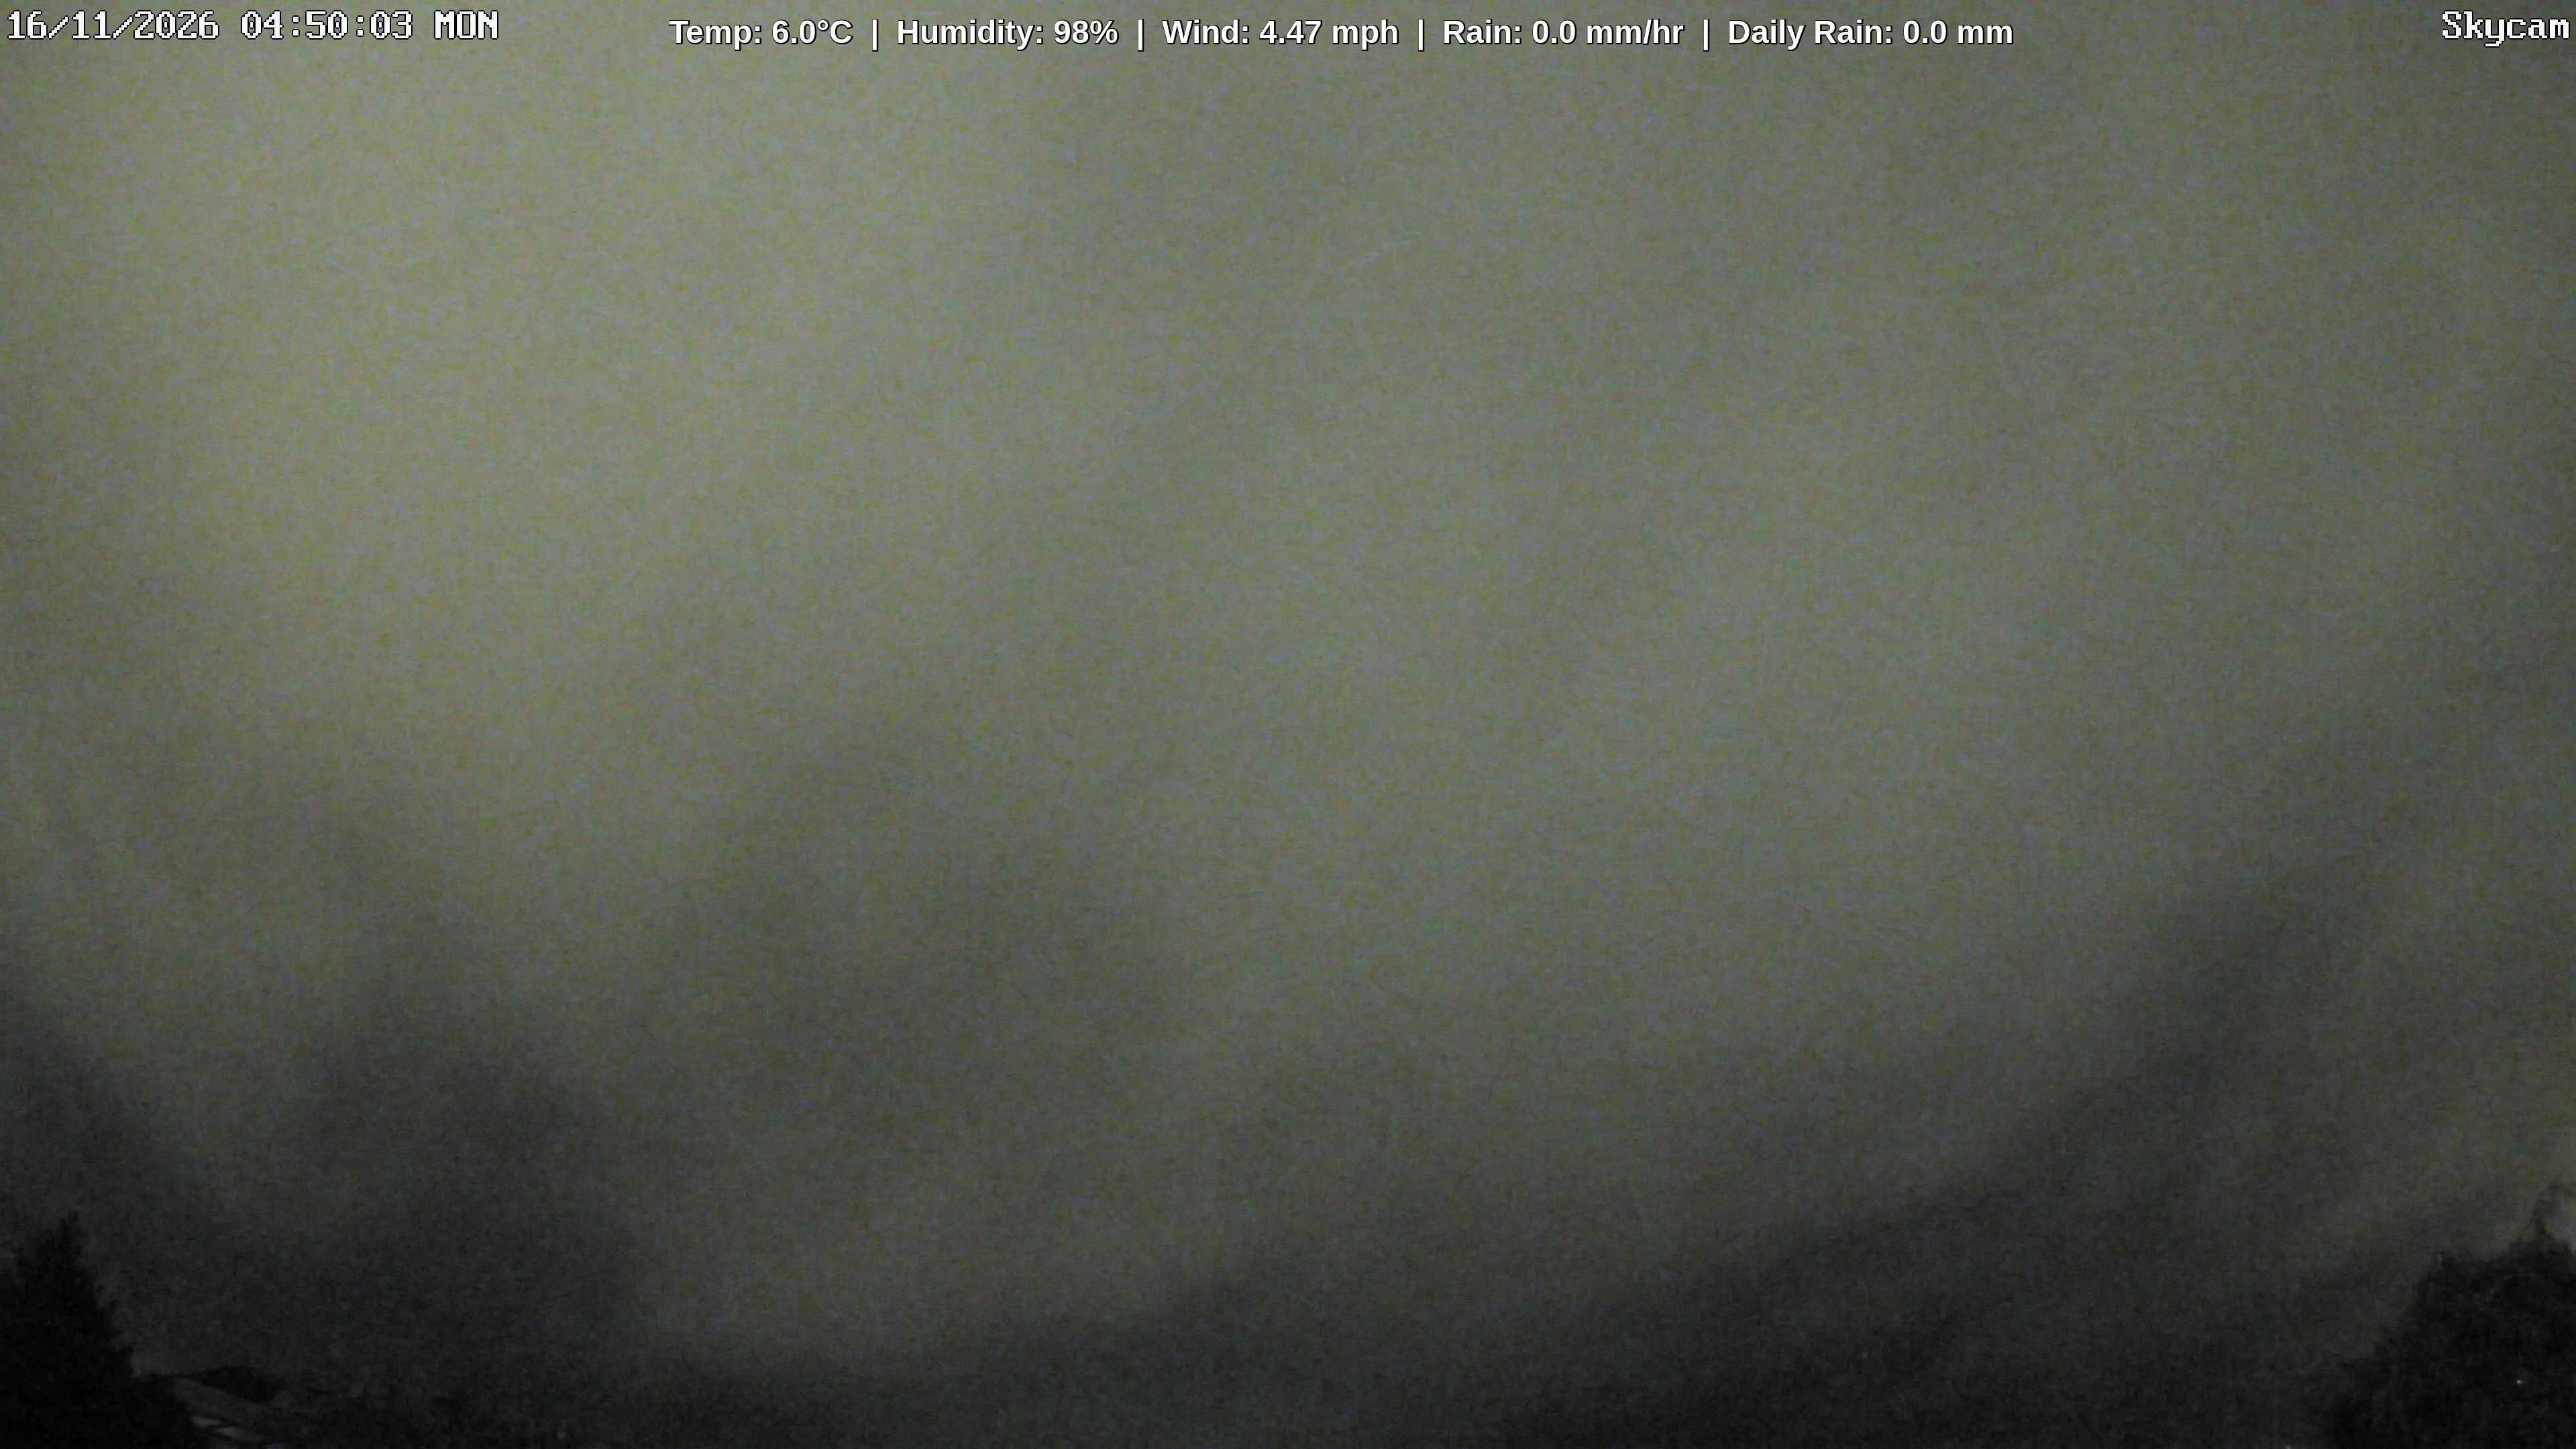 16/11/2026 04:50:03 MON
Temp: 6.0°C | Humidity: 98% | Wind: 4.47 mph | Rain: 0.0 mm/hr | Daily Rain: 0.0 mm
Skycam